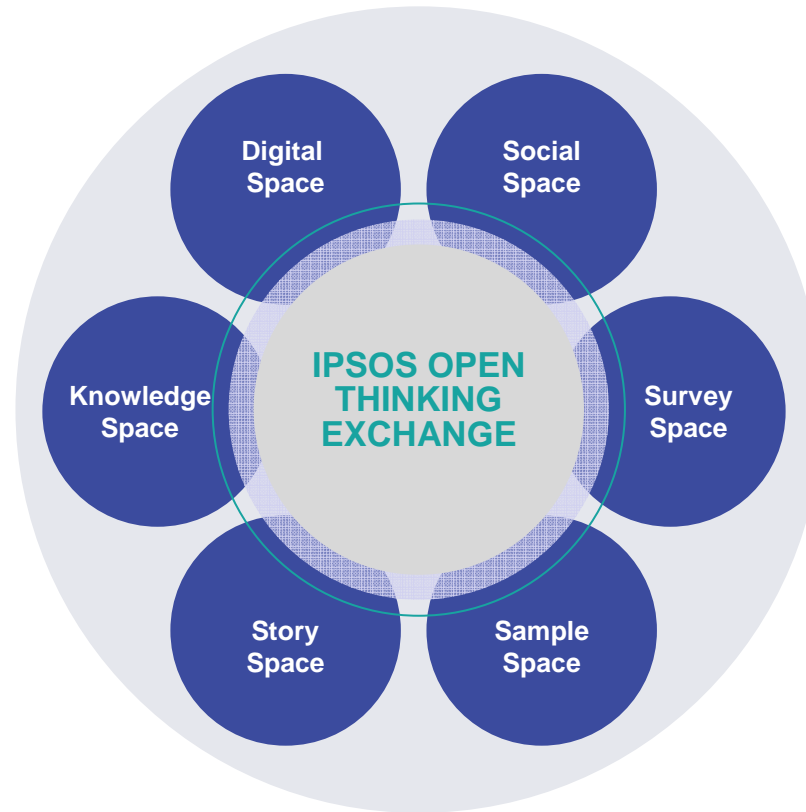 Digital
Space
Social
Space
IPSOS OPEN
THINKING
EXCHANGE
Knowledge
Space
Survey
Space
Story
Space
Sample
Space